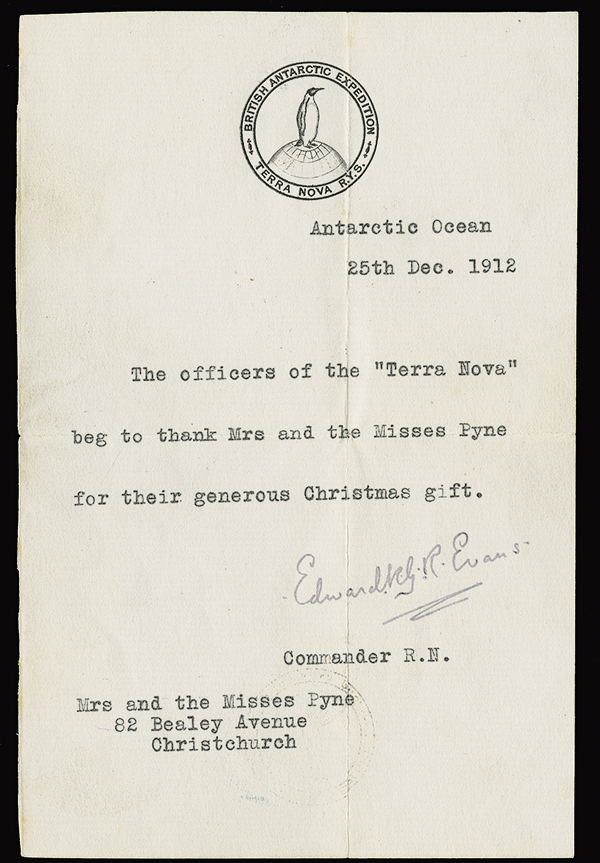 BRITISH ANTARCTIC EXPEDITION
TERRA NOVA R.Y.S.
Antarctic Ocean
25th Dec. 1912
The officers of the "Terra Nova"
beg to thank Mrs and the Misses Pyne
for their generous Christmas gift.
Edward R.G.R. Evans
Commander R.N.
Mrs and the Misses Pyne
82 Bealey Avenue
Christchurch